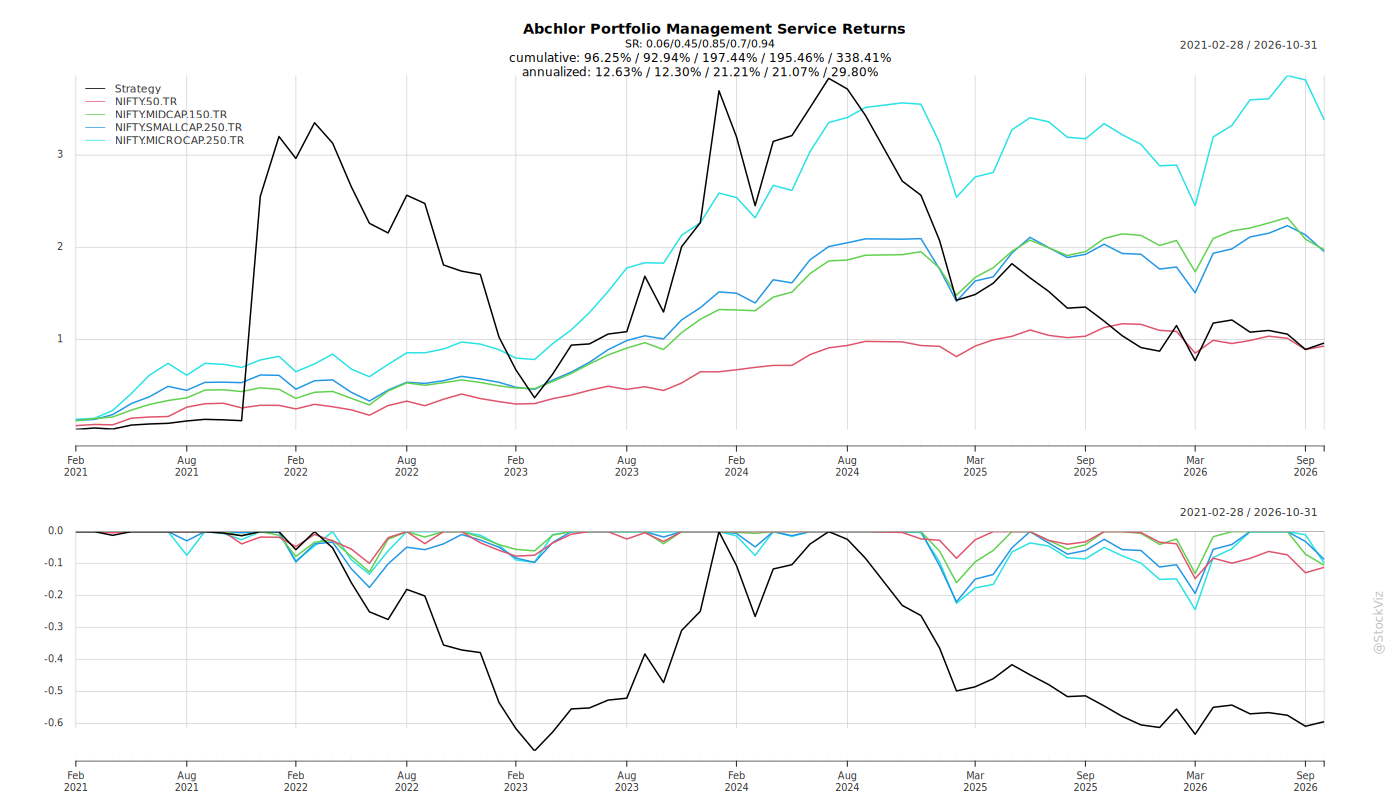 Abchlor Portfolio Management Service Returns
SR: 0.06/0.45/0.85/0.7/0.94
2021-02-28 / 2026-10-31
cumulative: 96.25% / 92.94% / 197.44% / 195.46% / 338.41%
annualized: 12.63% / 12.30% / 21.21% / 21.07% / 29.80%
Strategy
NIFTY50.TR
NIFTY.MIDCAP.150.TR
NIFTY.SMALLCAP.250.TR
NIFTY.MICROCAP.250.TR
3
2
1
Feb Aug Feb Aug Feb Aug Feb Aug Mar Sep Mar Sep
2021 2021 2022 2022 2023 2023 2024 2024 2025 2025 2026 2026
2021-02-28 / 2026-10-31
0.0
-0.1
-0.2
-0.3
-0.4
-0.5
-0.6
Feb Aug Feb Aug Feb Aug Feb Aug Mar Sep Mar Sep
2021 2021 2022 2022 2023 2023 2024 2024 2025 2025 2026 2026
@StockViz